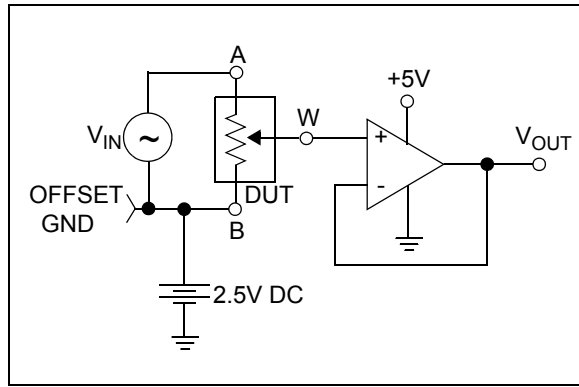 A
+5V
W
V_IN
~
+
V_OUT
-
OFFSET
GND
DUT
B
2.5V DC